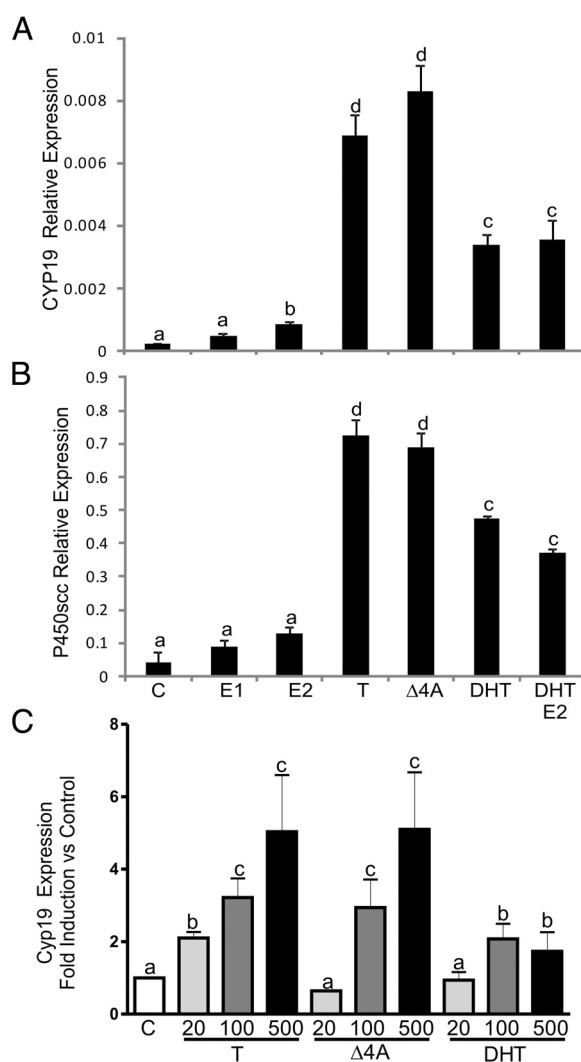 A
CYP19 Relative Expression
0.01
0.008
0.006
0.004
0.002
0
a
a
b
d
d
c
c
B
P450scc Relative Expression
0.9
0.8
0.7
0.6
0.5
0.4
0.3
0.2
0.1
0
a
a
a
d
d
c
c
C E1 E2 T Δ4A DHT DHT
E2
C
Cyp19 Expression
Fold Induction vs Control
8
6
4
2
0
a
b
c
c
a
c
c
a
b
b
C 20 100 500 20 100 500 20 100 500
T Δ4A DHT